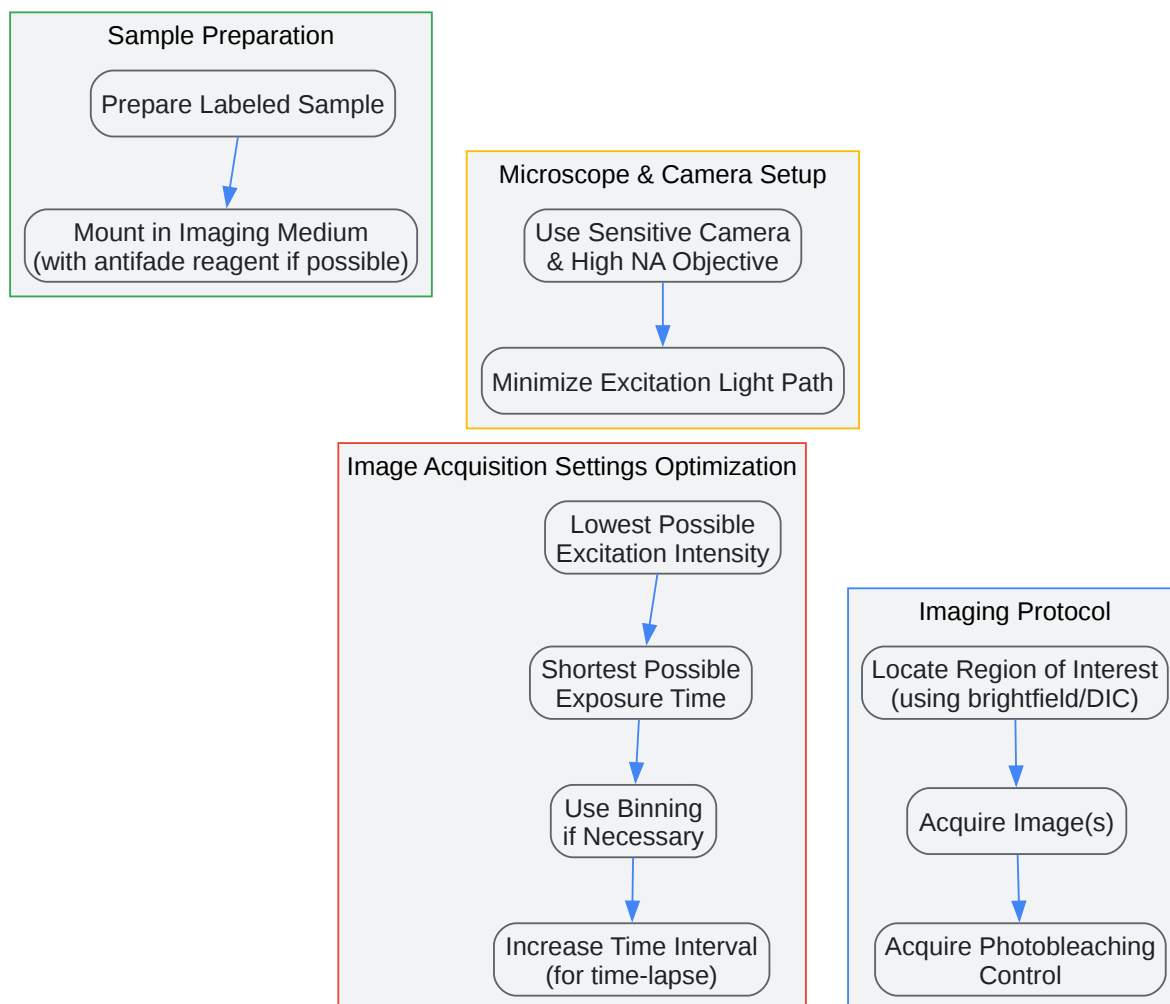 Sample Preparation
Prepare Labeled Sample
Mount in Imaging Medium
(with antifade reagent if possible)
Microscope & Camera Setup
Use Sensitive Camera
& High NA Objective
Minimize Excitation Light Path
Image Acquisition Settings Optimization
Lowest Possible
Excitation Intensity
Shortest Possible
Exposure Time
Use Binning
if Necessary
Increase Time Interval
(for time-lapse)
Imaging Protocol
Locate Region of Interest
(using brightfield/DIC)
Acquire Image(s)
Acquire Photobleaching
Control